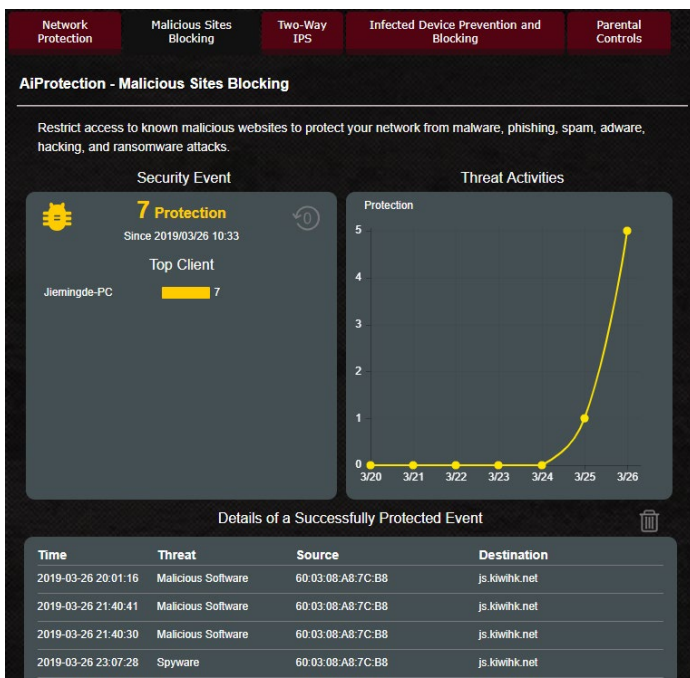 Network Protection
Malicious Sites Blocking
Two-Way IPS
Infected Device Prevention and Blocking
Parental Controls
AiProtection - Malicious Sites Blocking
Restrict access to known malicious websites to protect your network from malware, phishing, spam, adware,
hacking, and ransomware attacks.
Security Event
7 Protection
0
Since 2019/03/26 10:33
Top Client
Jiemingde-PC 7
Threat Activities
Protection
5
4
3
2
1
0
3/20 3/21 3/22 3/23 3/24 3/25 3/26
Details of a Successfully Protected Event
Time Threat Source Destination
2019-03-26 20:01:16 Malicious Software 60:03:08:A8:7C:B8 js.kiwihk.net
2019-03-26 21:40:41 Malicious Software 60:03:08:A8:7C:B8 js.kiwihk.net
2019-03-26 21:40:30 Malicious Software 60:03:08:A8:7C:B8 js.kiwihk.net
2019-03-26 23:07:28 Spyware 60:03:08:A8:7C:B8 js.kiwihk.net